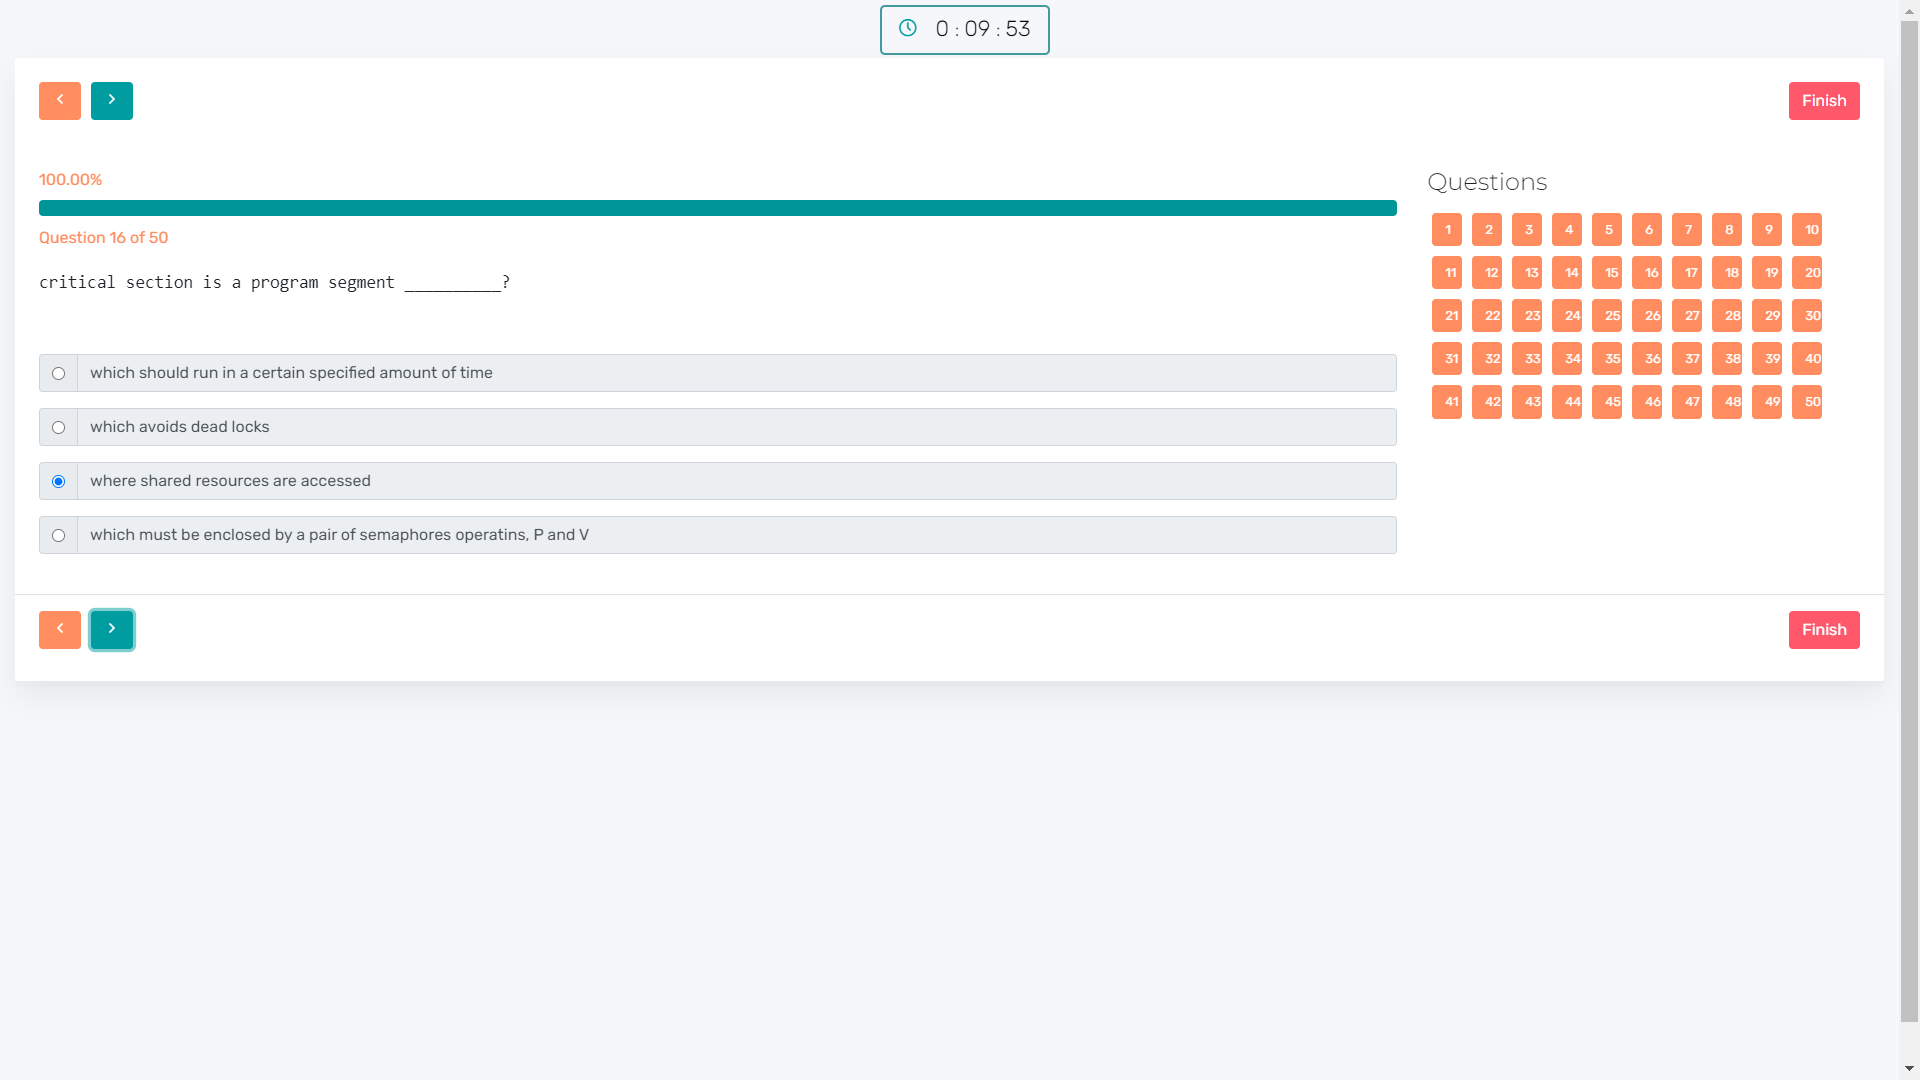 0 : 09 : 53
Finish
100.00%
Question 16 of 50
critical section is a program segment __________?
which should run in a certain specified amount of time
which avoids dead locks
where shared resources are accessed
which must be enclosed by a pair of semaphores operatins, P and V
Questions
1 2 3 4 5 6 7 8 9 10
11 12 13 14 15 16 17 18 19 20
21 22 23 24 25 26 27 28 29 30
31 32 33 34 35 36 37 38 39 40
41 42 43 44 45 46 47 48 49 50
Finish